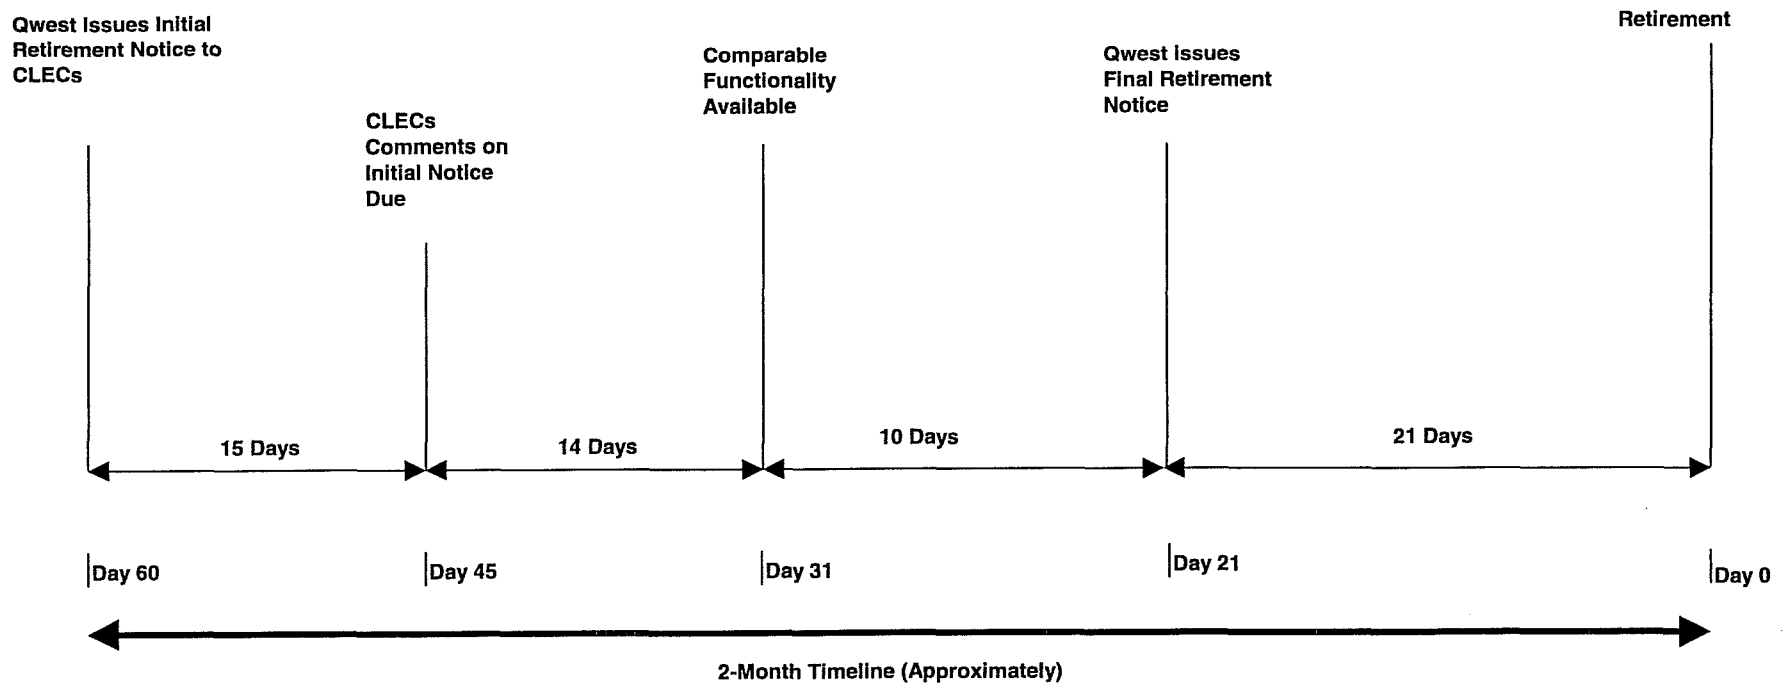 Qwest Issues Initial
Retirement Notice to
CLECs
CLECs
Comments on
Initial Notice
Due
Comparable
Functionality
Available
Qwest issues
Final Retirement
Notice
Retirement
15 Days
14 Days
10 Days
21 Days
Day 60
Day 45
Day 31
Day 21
Day 0
2-Month Timeline (Approximately)